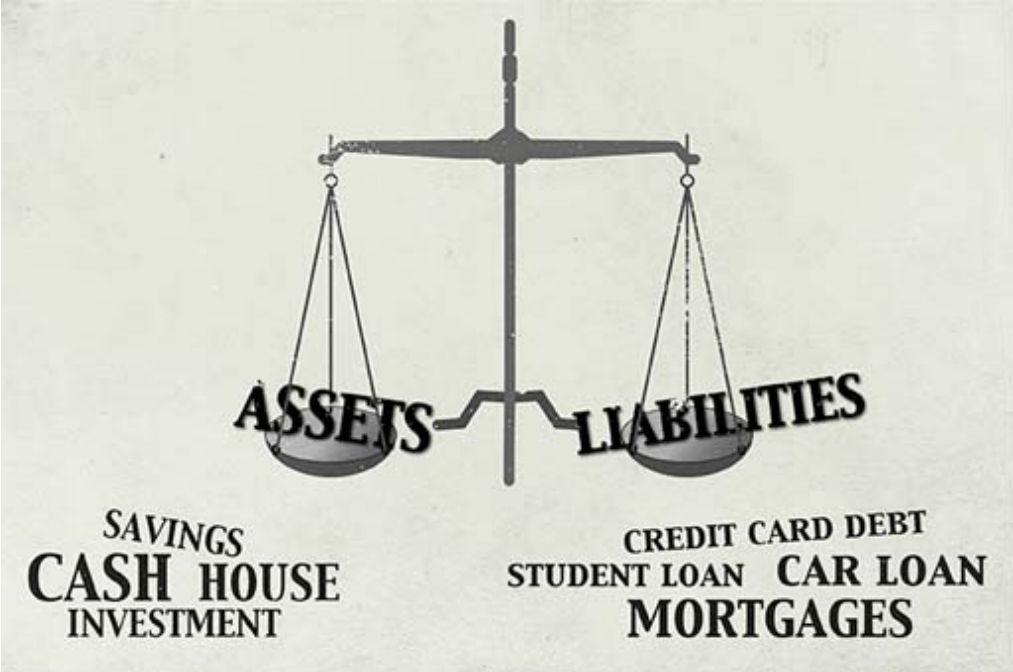 ASSETS
LIABILITIES
SAVINGS
CASH HOUSE
INVESTMENT
CREDIT CARD DEBT
STUDENT LOAN CAR LOAN
MORTGAGES